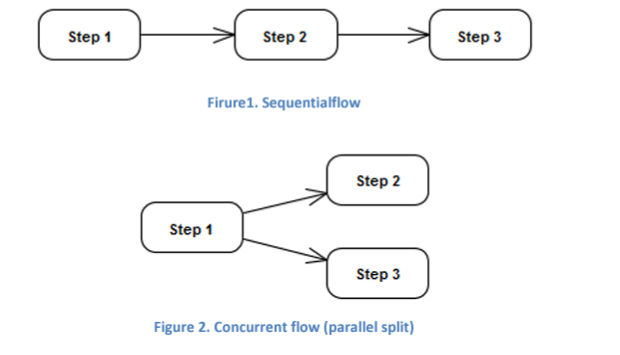 Step 1 Step 2 Step 3
Firure1. Sequentialflow
Step 2
Step 1
Step 3
Figure 2. Concurrent flow (parallel split)